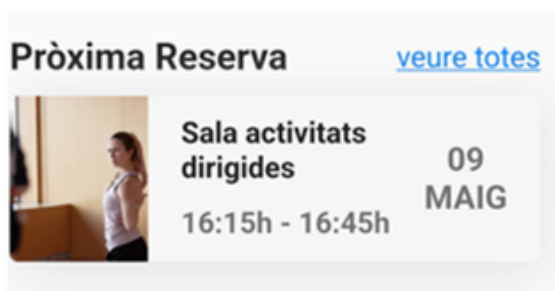 Pròxima Reserva veure totes
Sala activitats
dirigides
16:15h - 16:45h
09
MAIG